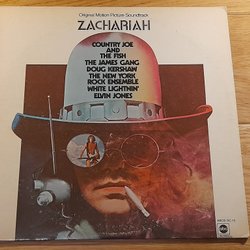 Original Motion Picture Soundtrack
ZACHARIAH
COUNTRY JOE
AND
THE FISH
THE JAMES GANG
DOUG KERSHAW
THE NEW YORK
ROCK ENSEMBLE
WHITE LIGHTNIN'
ELVIN JONES